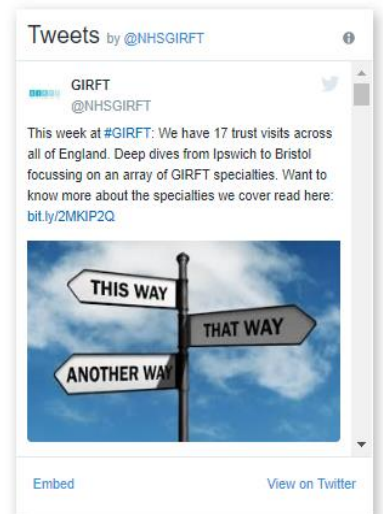 Tweets by @NHSGIRFT
GIRFT
@NHSGIRFT
This week at #GIRFT: We have 17 trust visits across
all of England. Deep dives from Ipswich to Bristol
focussing on an array of GIRFT specialties. Want to
know more about the specialties we cover read here:
bit.ly/2MKIP2Q
THIS WAY
THAT WAY
ANOTHER WAY
Embed
View on Twitter